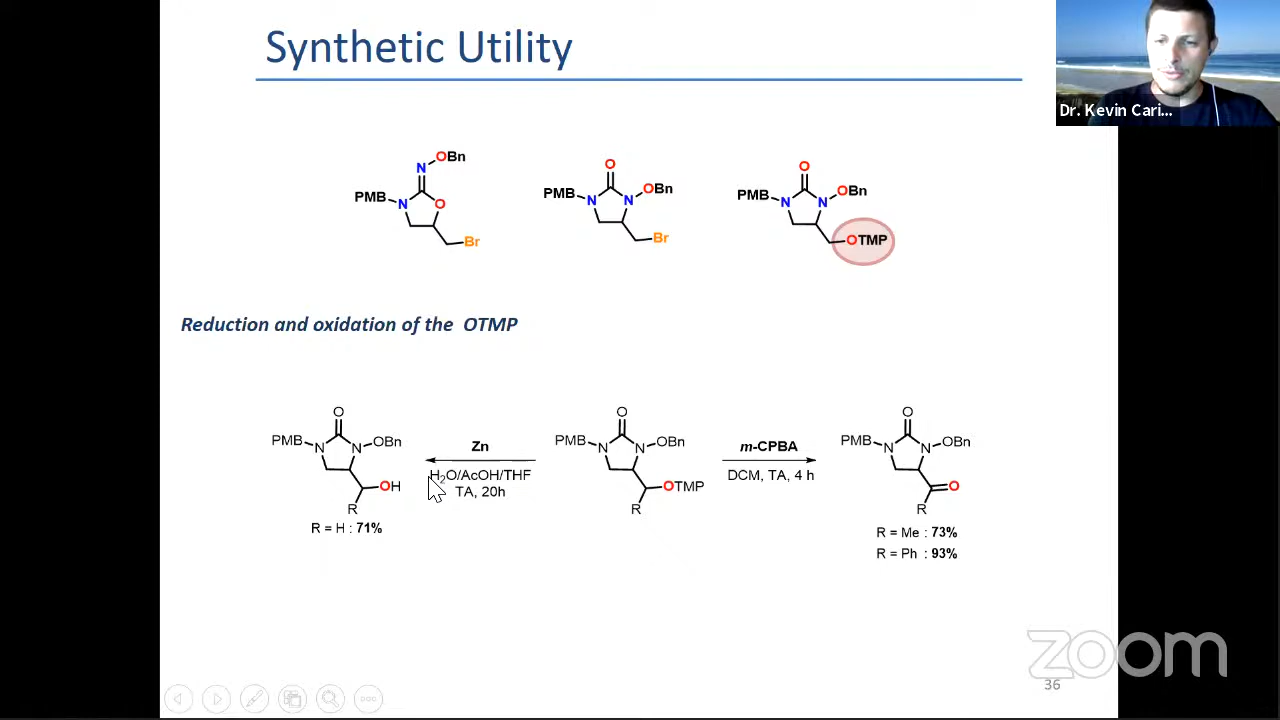 Synthetic Utility
Dr. Kevin Cari...
N OBn
PMB N O
Br
O
PMB N N OBn
Br
O
PMB N N OBn
OTMP
Reduction and oxidation of the OTMP
O
PMB N N OBn
OH
R
R = H : 71%
Zn
H₂O/AcOH/THF
TA, 20h
O
PMB N N OBn
OTMP
R
m-CPBA
DCM, TA, 4 h
O
PMB N N OBn
O
R
R = Me : 73%
R = Ph : 93%
zoom
36